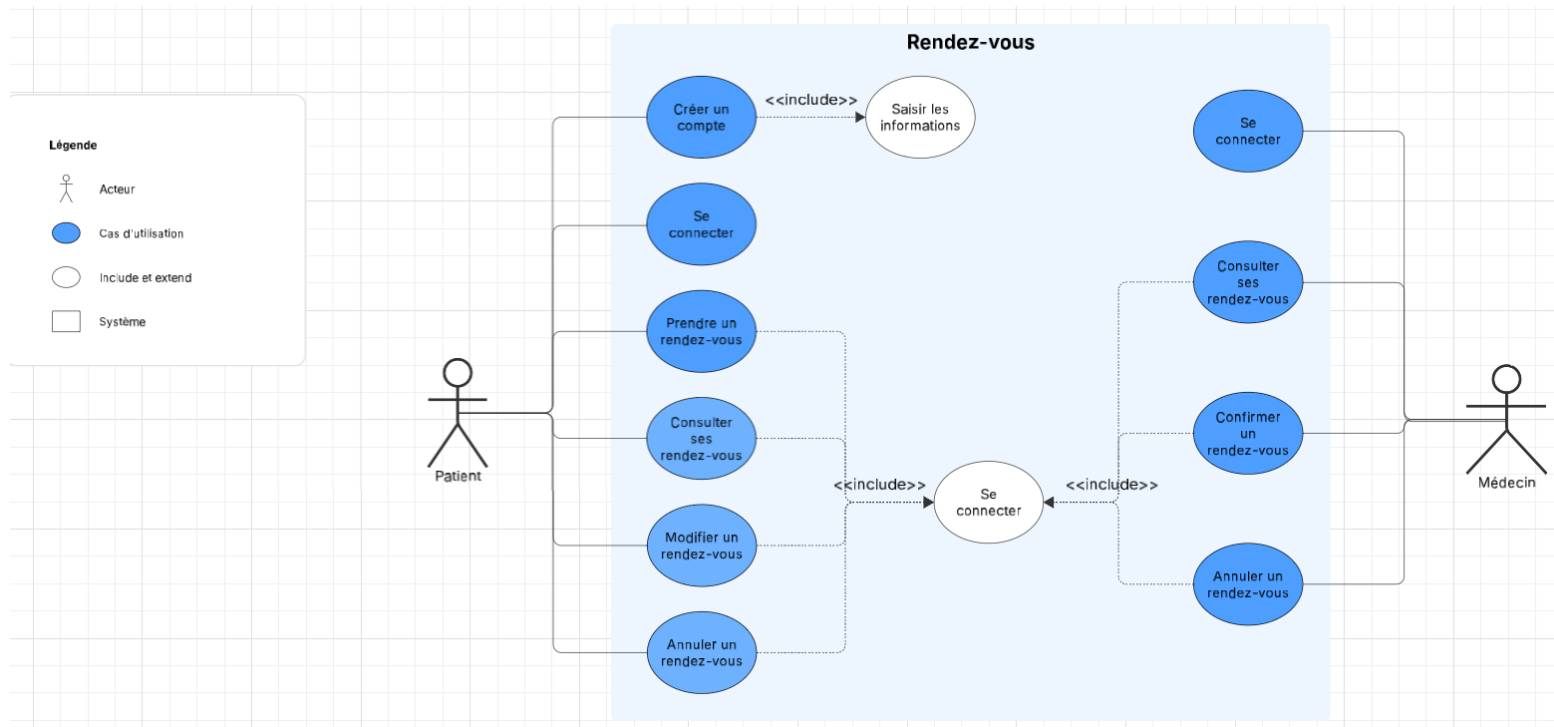 Rendez-vous
Légende
Acteur
Cas d'utilisation
Include et extend
Système
Patient
Créer un
compte
<<include>>
Saisir les
informations
Se
connecter
Prendre un
rendez-vous
Consulter
ses
rendez-vous
Modifier un
rendez-vous
Annuler un
rendez-vous
<<include>>
Se
connecter
<<include>>
Se
connecter
Consulter
ses
rendez-vous
Confirmer
un
rendez-vous
Annuler un
rendez-vous
Médecin